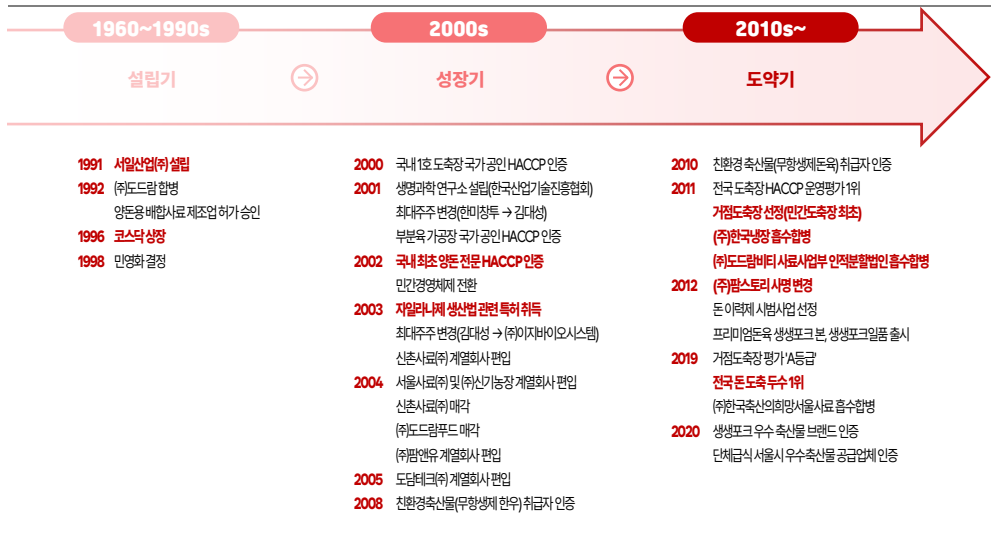 1960~1990s
설립기
2000s
성장기
2010s~
도약기
1991 서일산업(주) 설립
1992 ㈜도드람 합병
양돈용 배합사료 제조업 허가 승인
1996 코스닥 상장
1998 민영화 결정
2000 국내 1호 도축장 국가 공인 HACCP 인증
2001 생명과학 연구소 설립(한국산업기술진흥협회)
최대주주 변경(한미창투 → 김대성)
부분육 가공장 국가 공인 HACCP 인증
2002 국내 최초 양돈 전문 HACCP 인증
민간경영체제 전환
2003 자일라나제 생산법 관련 특허 취득
최대주주 변경(김대성 → ㈜이지바이오시스템)
신촌사료㈜ 계열회사 편입
2004 서울사료㈜ 및 ㈜신기농장 계열회사 편입
신촌사료㈜ 매각
㈜도드람푸드 매각
㈜팜앤유 계열회사 편입
2005 도담테크㈜ 계열회사 편입
2008 친환경축산물(무항생제 한우) 취급자 인증
2010 친환경 축산물(무항생제돈육) 취급자 인증
2011 전국 도축장 HACCP 운영평가 1위
거점도축장 선정(민간도축장 최초)
(주)한국냉장 흡수합병
㈜도드람비티 사료사업부 인적분할법인 흡수합병
2012 (주)팜스토리 사명 변경
돈 이력제 시범사업 선정
프리미엄돈육 생생포크 본, 생생포크일품 출시
2019 거점도축장 평가 'A등급'
전국 돈 도축 두수 1위
㈜한국축산의희망서울사료 흡수합병
2020 생생포크 우수 축산물 브랜드 인증
단체급식 서울시 우수축산물 공급업체 인증